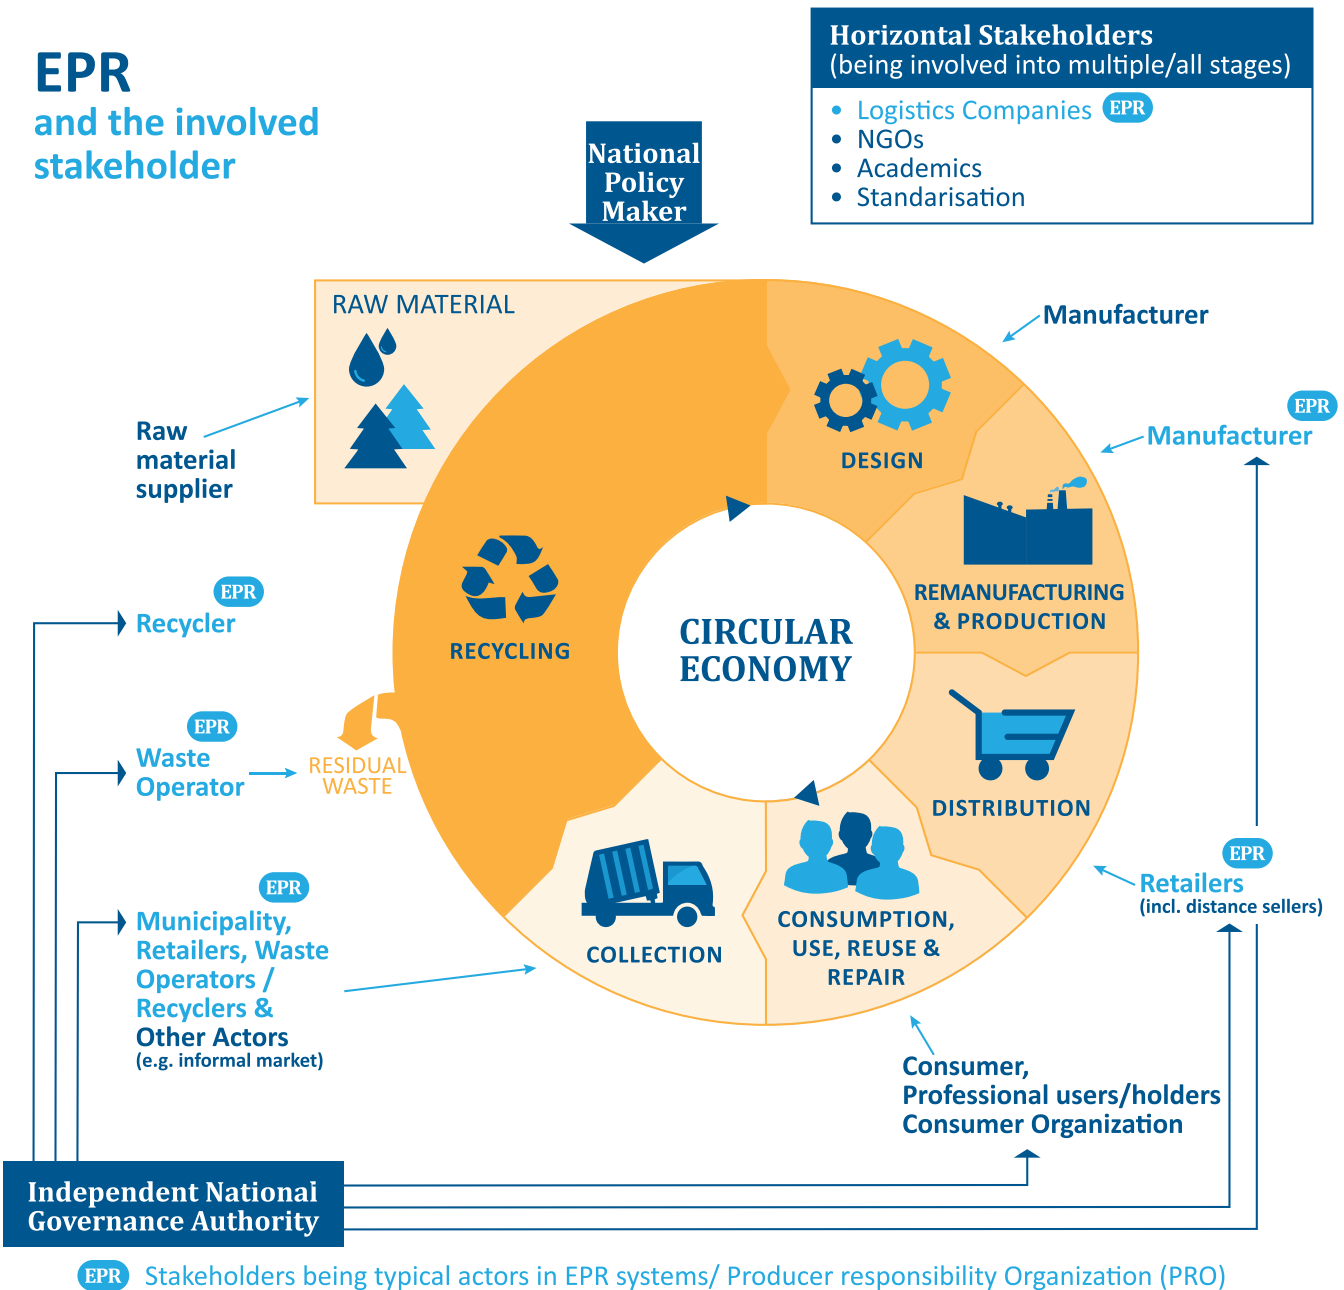 EPR
and the involved
stakeholder
Horizontal Stakeholders
(being involved into multiple/all stages)
• Logistics Companies EPR
• NGOs
• Academics
• Standarisation
National
Policy
Maker
RAW MATERIAL
Raw
material
supplier
Manufacturer
DESIGN
EPR
Manufacturer
REMANUFACTURING
& PRODUCTION
CIRCULAR
ECONOMY
RECYCLING
EPR
Recycler
EPR
Waste
Operator
RESIDUAL
WASTE
DISTRIBUTION
EPR
Retailers
(incl. distance sellers)
CONSUMPTION,
USE, REUSE &
REPAIR
COLLECTION
EPR
Municipality,
Retailers, Waste
Operators /
Recyclers &
Other Actors
(e.g. informal market)
Consumer,
Professional users/holders
Consumer Organization
Independent National
Governance Authority
EPR Stakeholders being typical actors in EPR systems/ Producer responsibility Organization (PRO)